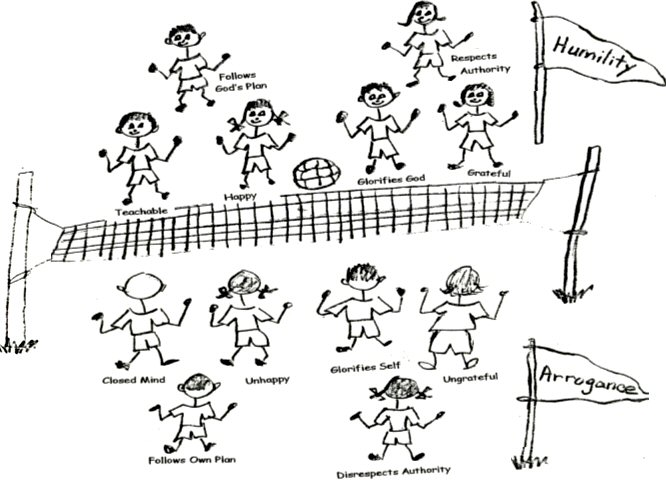 Humility
Follows
God's Plan
Respects
Authority
Teachable
Happy
Glorifies God
Grateful
Closed Mind
Unhappy
Glorifies Self
Ungrateful
Arrogance
Follows Own Plan
Disrespects Authority